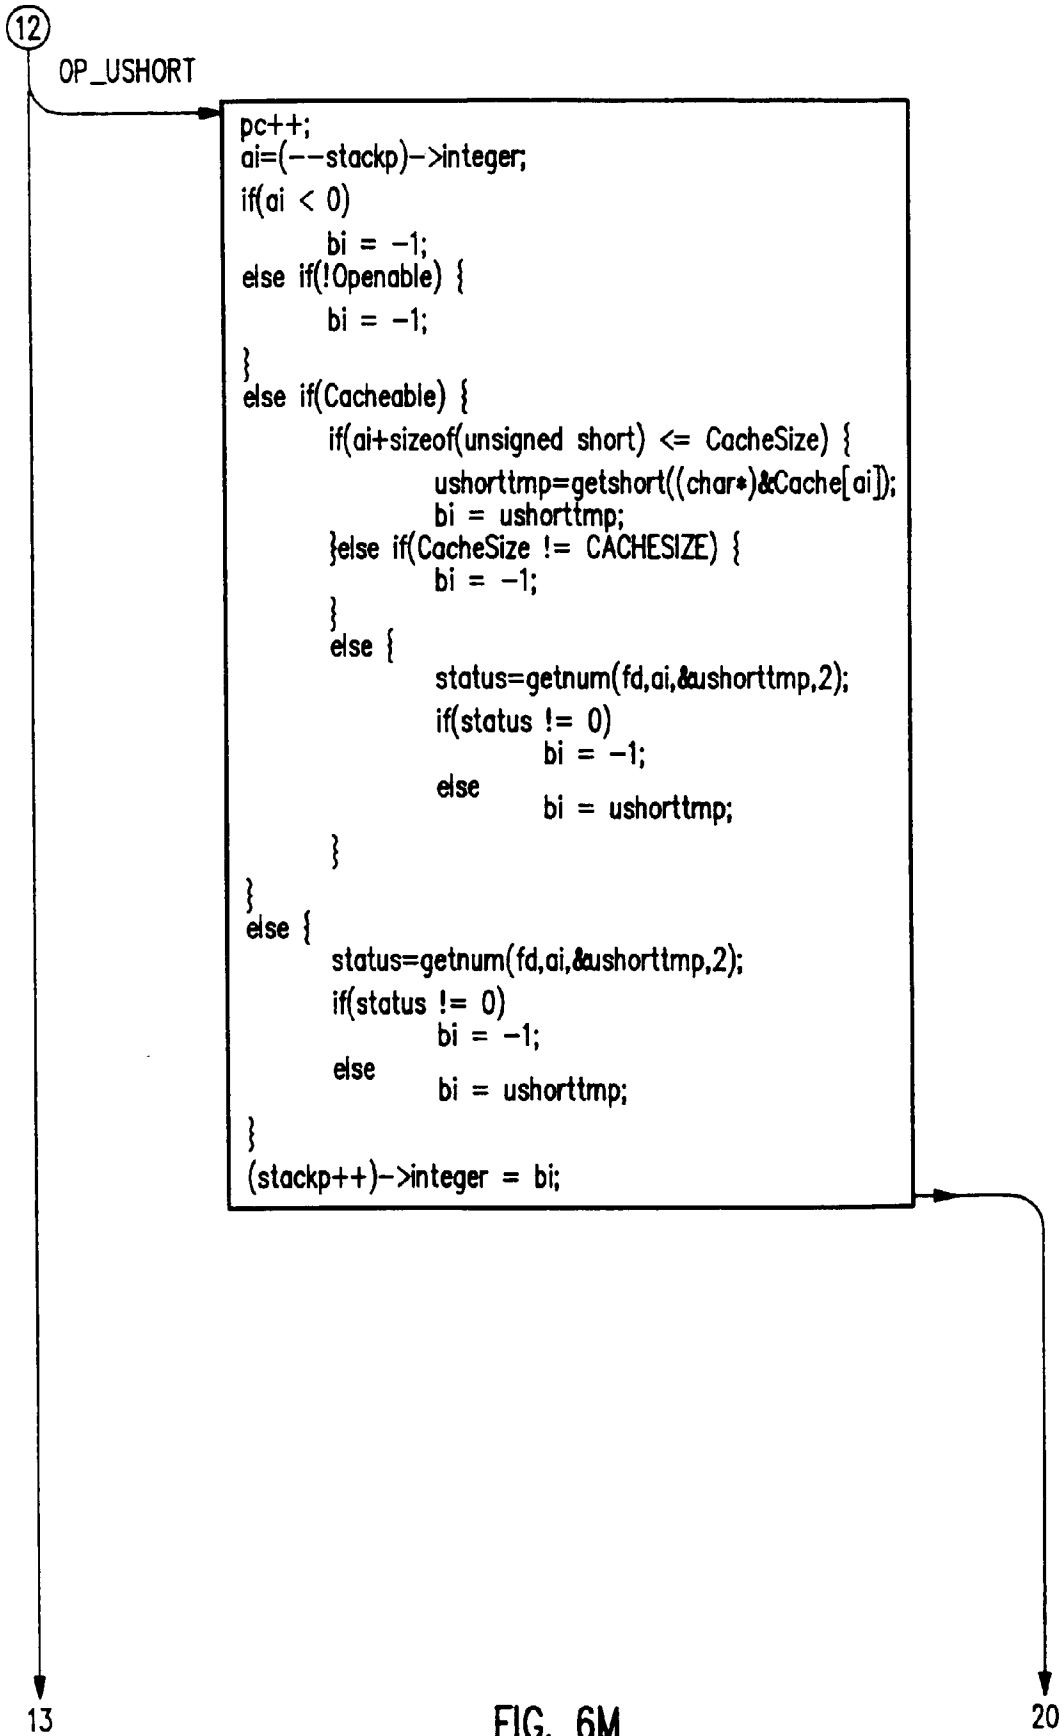 12
OP_USHORT
pc++;
ai=(--stackp)->integer;
if(ai < 0)
bi = -1;
else if(!Openable) {
bi = -1;
}
else if(Cacheable) {
if(ai+sizeof(unsigned short) <= CacheSize) {
ushorttmp=getshort((char*)&Cache[ai]);
bi = ushorttmp;
}else if(CacheSize != CACHESIZE) {
bi = -1;
}
else {
status=getnum(fd,ai,&ushorttmp,2);
if(status != 0)
bi = -1;
else
bi = ushorttmp;
}
}
else {
status=getnum(fd,ai,&ushorttmp,2);
if(status != 0)
bi = -1;
else
bi = ushorttmp;
}
(stackp++)->integer = bi;
13
FIG. 6M
20